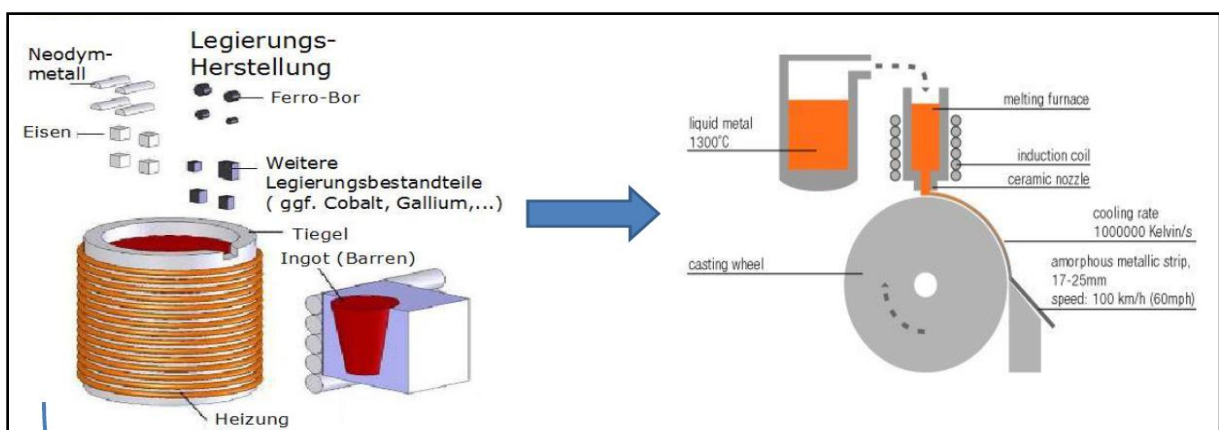 Legierungs-
Herstellung
Neodym-
metall
Ferro-Bor
Eisen
Weitere
Legierungsbestandteile
( ggf. Cobalt, Gallium,...)
Tiegel
Ingot (Barren)
Heizung
liquid metal
1300°C
melting furnace
induction coil
ceramic nozzle
cooling rate
1000000 Kelvin/s
casting wheel
amorphous metallic strip,
17-25mm
speed: 100 km/h (60mph)